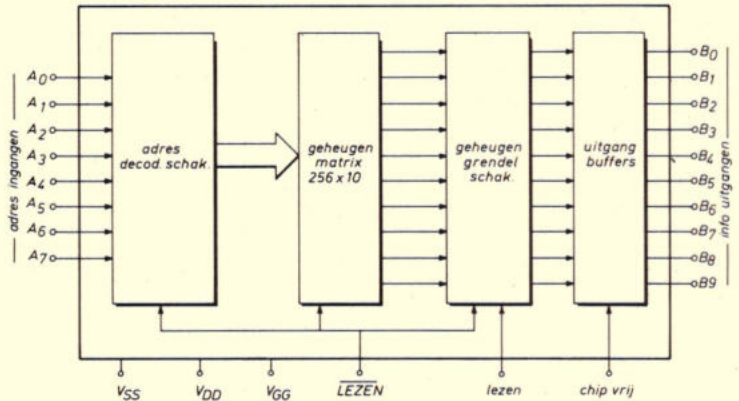 adres ingangen
A0
A1
A2
A3
A4
A5
A6
A7
adres
decod. schak.
geheugen
matrix
256 x 10
geheugen
grendel
schak.
uitgang
buffers
B0
B1
B2
B3
B4
B5
B6
B7
B8
B9
info uitgangen
VSS
VDD
VGG
LEZEN
lezen
chip vrij